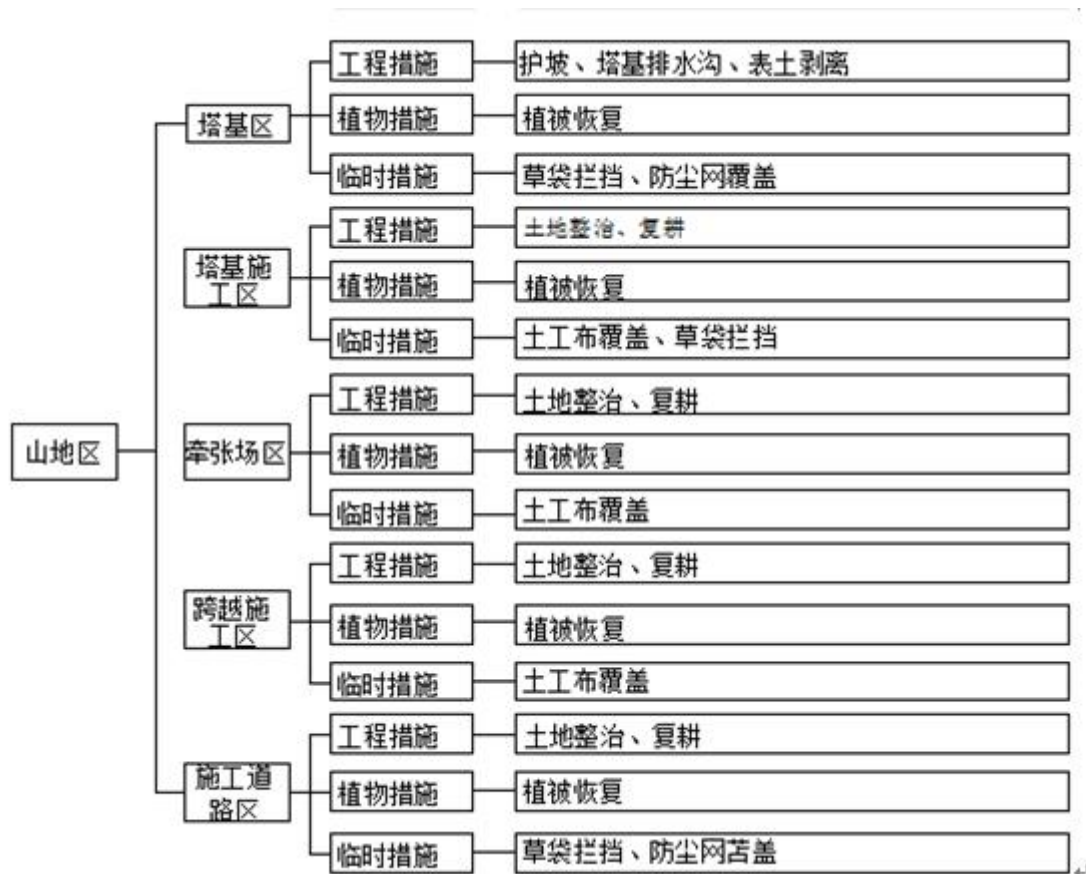 山地区
塔基区
工程措施
护坡、塔基排水沟、表土剥离
植物措施
植被恢复
临时措施
草袋拦挡、防尘网覆盖
塔基施
工区
工程措施
土地整治、复耕
植物措施
植被恢复
临时措施
土工布覆盖、草袋拦挡
牵张场区
工程措施
土地整治、复耕
植物措施
植被恢复
临时措施
土工布覆盖
跨越施
工区
工程措施
土地整治、复耕
植物措施
植被恢复
临时措施
土工布覆盖
施工道
路区
工程措施
土地整治、复耕
植物措施
植被恢复
临时措施
草袋拦挡、防尘网苫盖